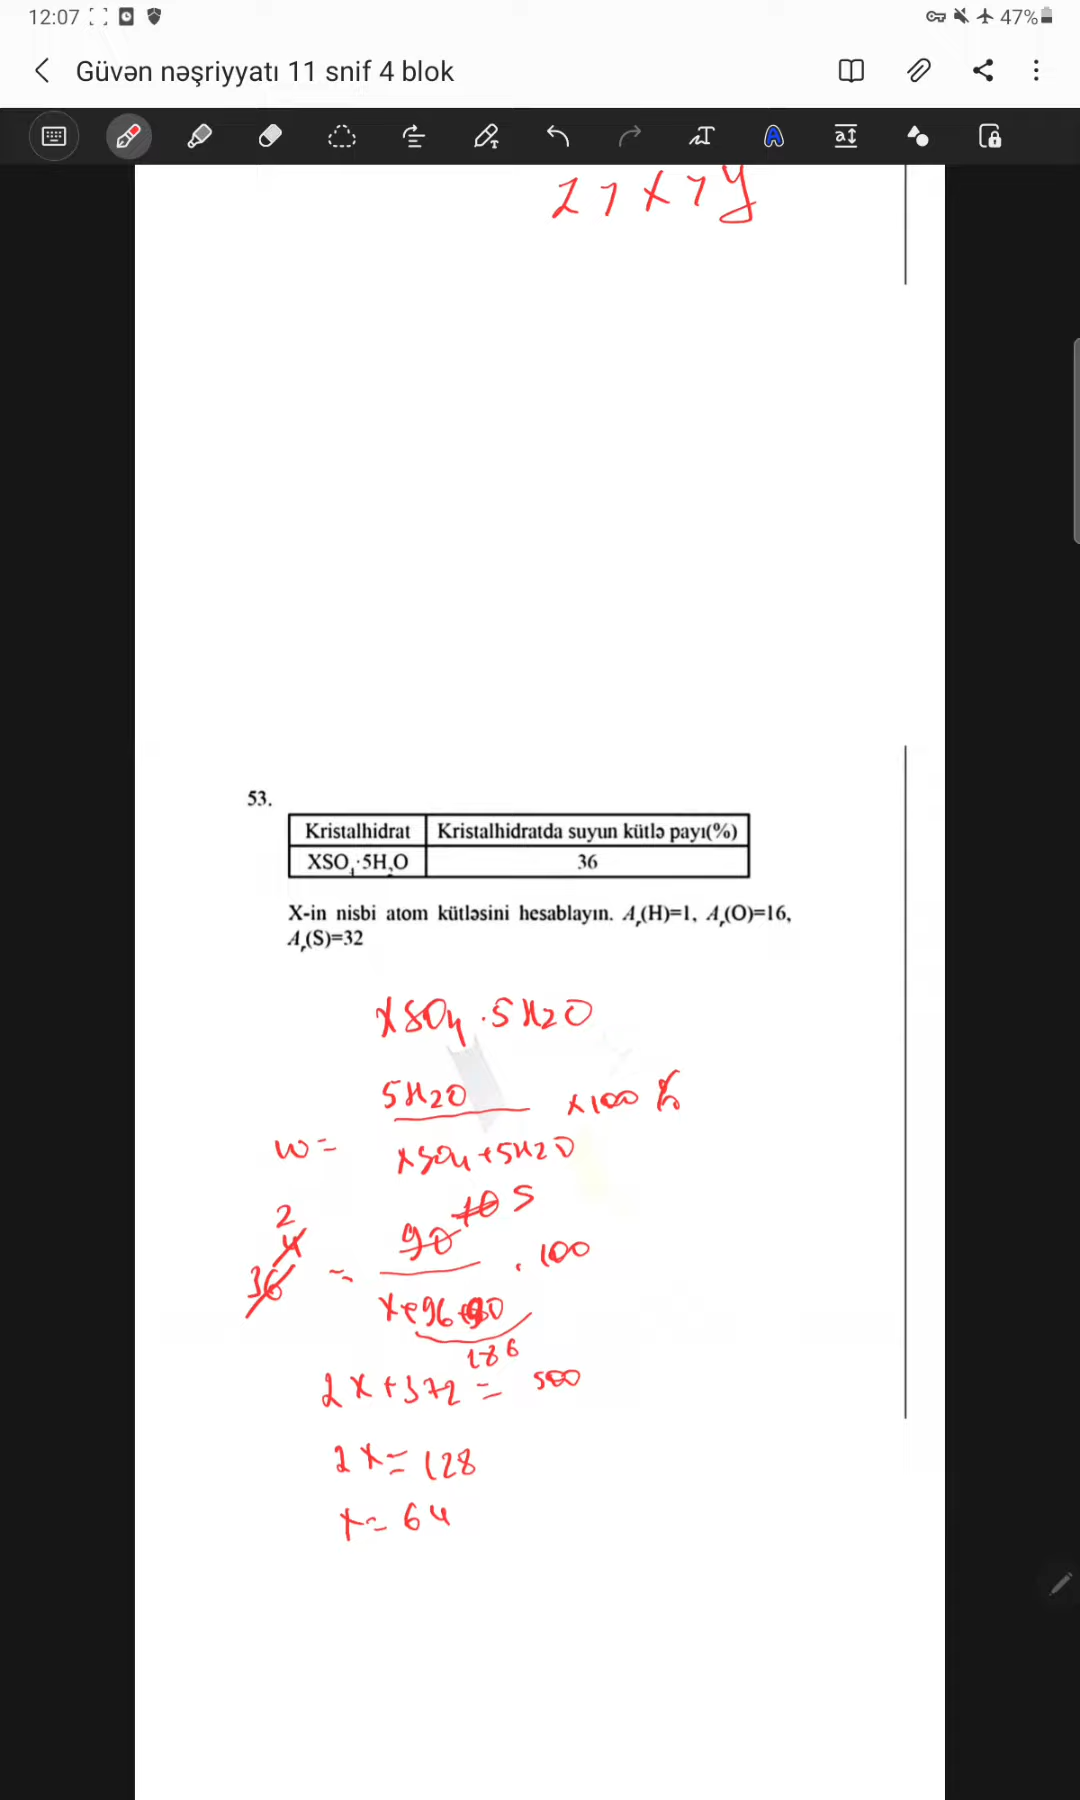 12:07
47%
Güvən nəşriyyatı 11 snif 4 blok
Z > X > Y
53.
Kristalhidrat Kristalhidratda suyun kütlə payı(%)
XSO₄·5H₂O 36
X-in nisbi atom kütləsini hesablayın. Aᵣ(H)=1, Aᵣ(O)=16,
Aᵣ(S)=32
XSO4 · 5H2O
5H2O
x100 %
w =
XSO4 + 5H2O
2
4
36
=
90
10 5
. 100
x+96+90
186
2x+372 = 500
2x = 128
x = 64